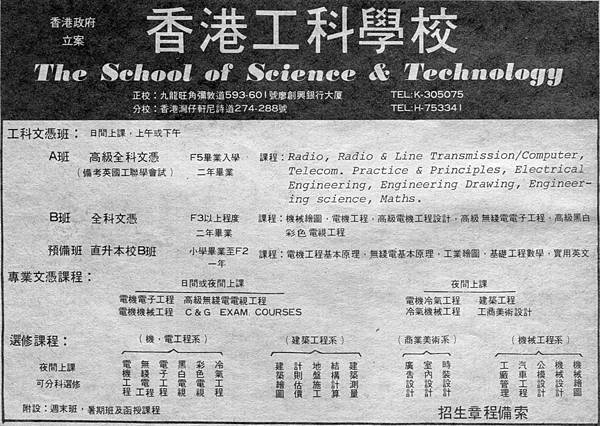 香港政府
立案
香港工科學校
The School of Science & Technology
正校：九龍旺角彌敦道593-601號廖創興銀行大厦 TEL:K-305075
分校：香港灣仔軒尼詩道274-288號 TEL:H-753341
工科文憑班： 日間上課，上午或下午
A班 高級全科文憑 F5畢業入學 課程：Radio, Radio & Line Transmission/Computer,
（備考英國工聯學會試） 二年畢業 Telecom. Practice & Principles, Electrical
Engineering, Engineering Drawing, Engineer-
ing science, Maths.
B班 全科文憑 F3以上程度 課程：機械繪圖，電機工程，高級電機工程設計，高級無綫電電子工程，高級黑白
二年畢業 彩色電視工程
預備班 直升本校B班 小學畢業至F2 課程：電機工程基本原理，無綫電基本原理，工業繪圖，基礎工程數學，實用英文
一年
專業文憑課程：
日間或夜間上課 夜間上課
電機電子工程 高級無綫電電視工程 電機冷氣工程 建築工程
電機機械工程 C & G EXAM. COURSES 冷氣機械工程 工商美術設計
選修課程： （機．電工程系） （建築工程系） （商業美術系） （機械工程系）
夜間上課
可分科選修
電機工程
無綫電工程
電子工程
黑白電視
彩色電視
冷氣工程
建築繪圖
計則估價
地盤施工
結構計算
建築測量
廣告設計
室內設計
時裝設計
工廠管理
汽車工程
公模設計
機械設計
機械繪圖
附設：週末班，暑期班及函授課程 招生章程備索